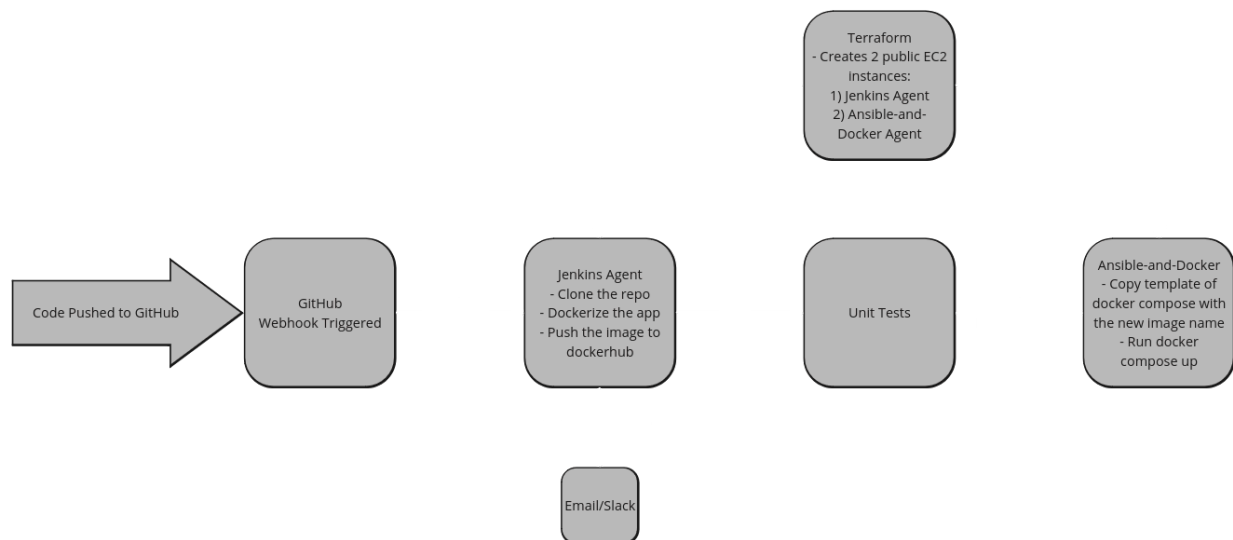 Terraform
- Creates 2 public EC2
instances:
1) Jenkins Agent
2) Ansible-and-
Docker Agent
Code Pushed to GitHub
GitHub
Webhook Triggered
Jenkins Agent
- Clone the repo
- Dockerize the app
- Push the image to
dockerhub
Unit Tests
Ansible-and-Docker
- Copy template of
docker compose with
the new image name
- Run docker
compose up
Email/Slack